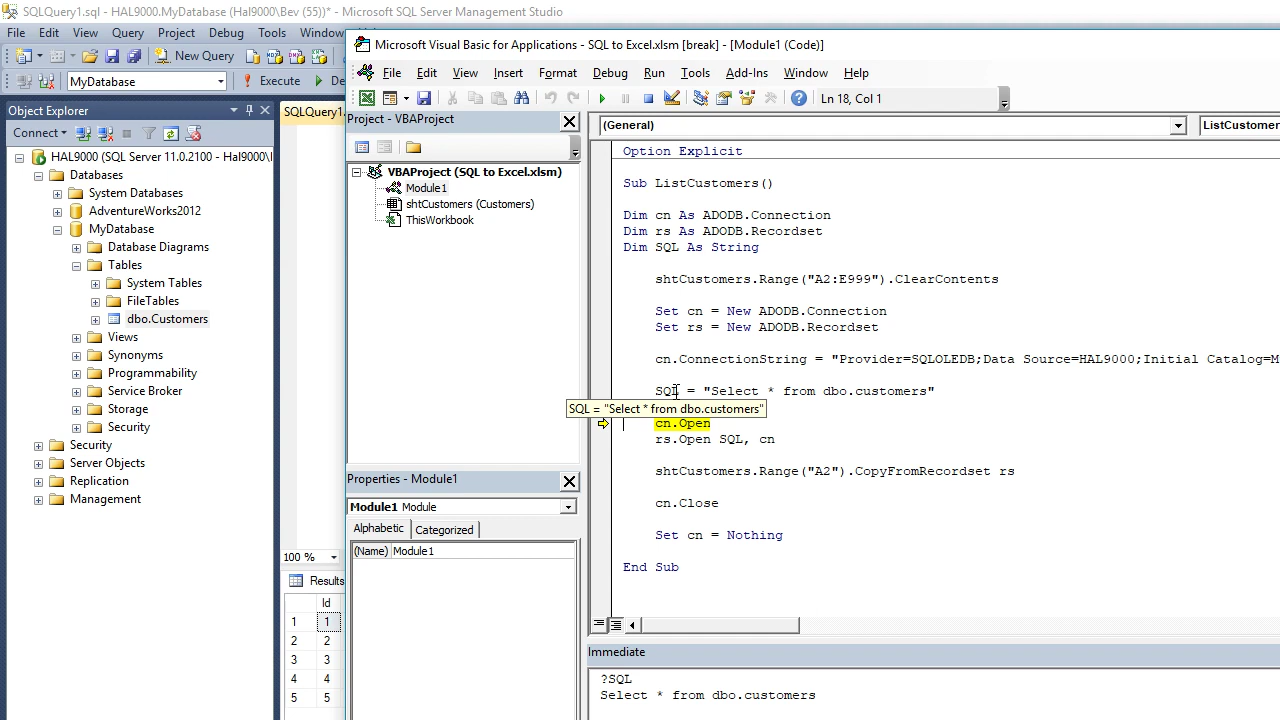 SQLQuery1.sql - HAL9000.MyDatabase (Hal9000\Bev (55))* - Microsoft SQL Server Management Studio
File Edit View Query Project Debug Tools Window
New Query
MyDatabase Execute
Object Explorer
Connect
HAL9000 (SQL Server 11.0.2100 - Hal9000\
Databases
System Databases
AdventureWorks2012
MyDatabase
Database Diagrams
Tables
System Tables
FileTables
dbo.Customers
Views
Synonyms
Programmability
Service Broker
Storage
Security
Security
Server Objects
Replication
Management
SQLQuery1
100 %
Results
Id
1 1
2 2
3 3
4 4
5 5
Microsoft Visual Basic for Applications - SQL to Excel.xlsm [break] - [Module1 (Code)]
File Edit View Insert Format Debug Run Tools Add-Ins Window Help
Ln 18, Col 1
Project - VBAProject
VBAProject (SQL to Excel.xlsm)
Module1
shtCustomers (Customers)
ThisWorkbook
Properties - Module1
Module1 Module
Alphabetic Categorized
(Name) Module1
(General) ListCustomer
Option Explicit
Sub ListCustomers()
Dim cn As ADODB.Connection
Dim rs As ADODB.Recordset
Dim SQL As String
shtCustomers.Range("A2:E999").ClearContents
Set cn = New ADODB.Connection
Set rs = New ADODB.Recordset
cn.ConnectionString = "Provider=SQLOLEDB;Data Source=HAL9000;Initial Catalog=M
SQL = "Select * from dbo.customers"
SQL = "Select * from dbo.customers"
cn.Open
rs.Open SQL, cn
shtCustomers.Range("A2").CopyFromRecordset rs
cn.Close
Set cn = Nothing
End Sub
Immediate
?SQL
Select * from dbo.customers